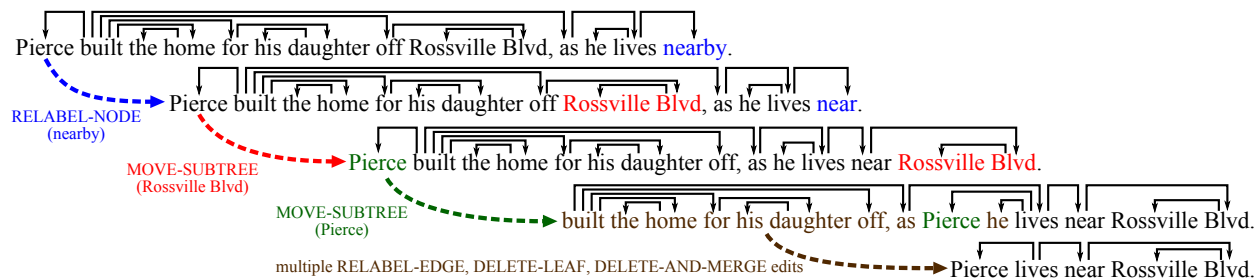 Pierce built the home for his daughter off Rossville Blvd, as he lives nearby.
Pierce built the home for his daughter off Rossville Blvd, as he lives near.
RELABEL-NODE
(nearby)
Pierce built the home for his daughter off, as he lives near Rossville Blvd.
MOVE-SUBTREE
(Rossville Blvd)
built the home for his daughter off, as Pierce he lives near Rossville Blvd.
MOVE-SUBTREE
(Pierce)
multiple RELABEL-EDGE, DELETE-LEAF, DELETE-AND-MERGE edits
Pierce lives near Rossville Blvd.